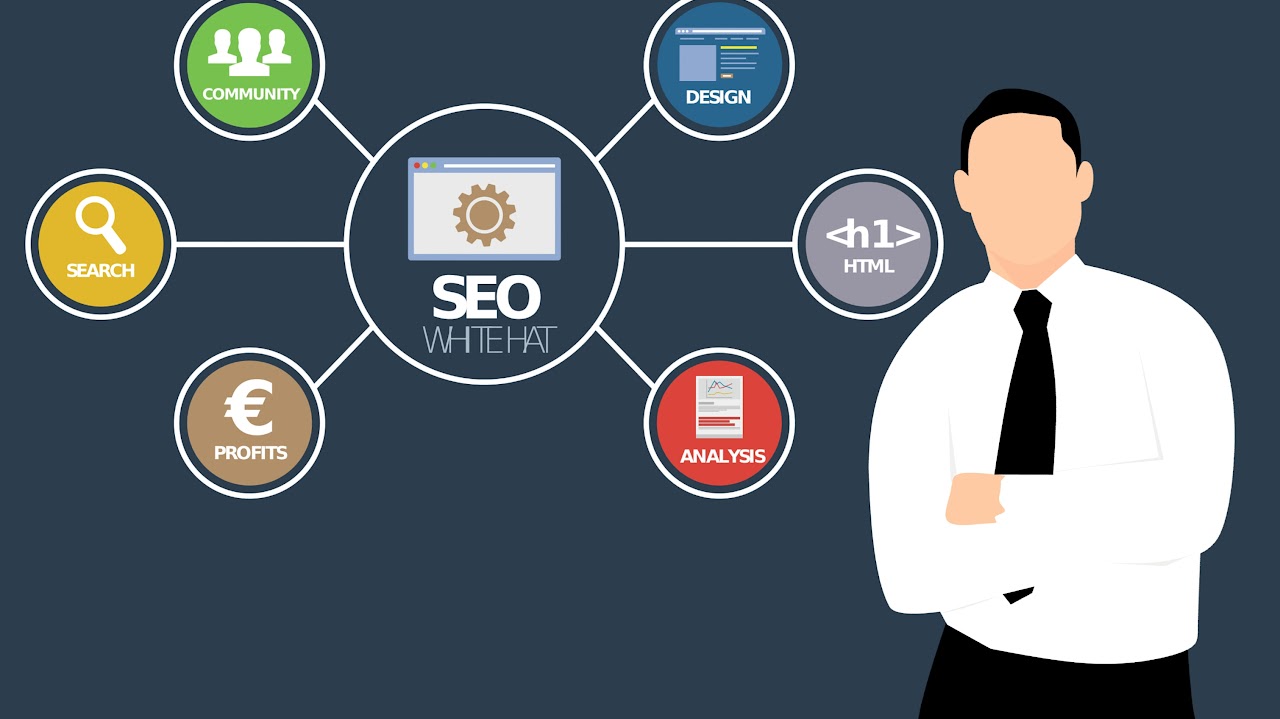 COMMUNITY
DESIGN
SEARCH
SEO
WHITE HAT
<h1>
HTML
€
PROFITS
ANALYSIS